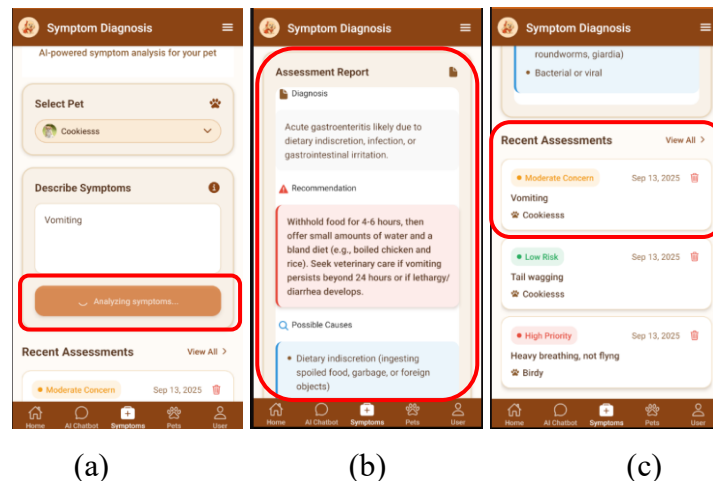 Symptom Diagnosis
AI-powered symptom analysis for your pet
Select Pet
Cookiesss
Describe Symptoms
Vomiting
Analyzing symptoms...
Recent Assessments
View All >
Moderate Concern
Sep 13, 2025
Home
AI Chatbot
Symptoms
Pets
User
(a)
Symptom Diagnosis
Assessment Report
Diagnosis
Acute gastroenteritis likely due to
dietary indiscretion, infection, or
gastrointestinal irritation.
Recommendation
Withhold food for 4-6 hours, then
offer small amounts of water and a
bland diet (e.g., boiled chicken and
rice). Seek veterinary care if vomiting
persists beyond 24 hours or if lethargy/
diarrhea develops.
Possible Causes
• Dietary indiscretion (ingesting
spoiled food, garbage, or foreign
objects)
Home
AI Chatbot
Symptoms
Pets
User
(b)
Symptom Diagnosis
roundworms, giardia)
• Bacterial or viral
Recent Assessments
View All >
Moderate Concern
Sep 13, 2025
Vomiting
Cookiesss
Low Risk
Sep 13, 2025
Tail wagging
Cookiesss
High Priority
Sep 13, 2025
Heavy breathing, not flyng
Birdy
Home
AI Chatbot
Symptoms
Pets
User
(c)